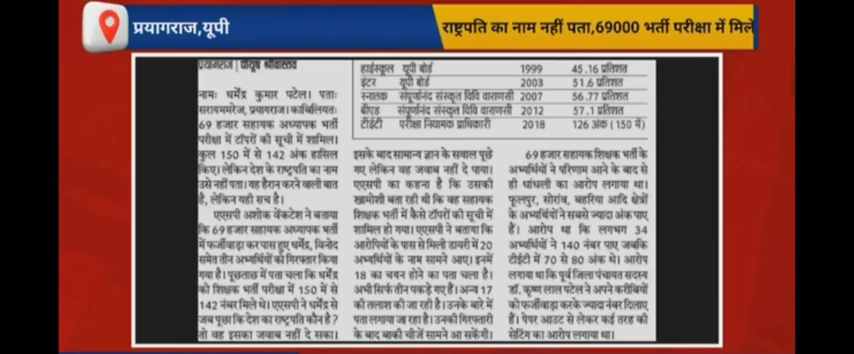 प्रयागराज,यूपी
राष्ट्रपति का नाम नहीं पता,69000 भर्ती परीक्षा में मिले
प्रयागराज | पीयूष श्रीवास्तव
नामः धर्मेंद्र कुमार पटेल। पताः
सरायममरेज, प्रयागराज। काबिलियतः
69 हजार सहायक अध्यापक भर्ती
परीक्षा में टॉपरों की सूची में शामिल।
कुल 150 में से 142 अंक हासिल
किए। लेकिन देश के राष्ट्रपति का नाम
उसे नहीं पता। यह हैरान करने वाली बात
है, लेकिन यही सच है।
एएसपी अशोक वेंकटेश ने बताया
कि 69 हजार सहायक अध्यापक भर्ती
में फर्जीवाड़ा कर पास हुए धर्मेंद्र, विनोद
समेत तीन अभ्यर्थियों को गिरफ्तार किया
गया है। पूछताछ में पता चला कि धर्मेंद्र
को शिक्षक भर्ती परीक्षा में 150 में से
142 नंबर मिले थे। एएसपी ने धर्मेंद्र से
जब पूछा कि देश का राष्ट्रपति कौन है?
तो वह इसका जवाब नहीं दे सका।
हाईस्कूल यूपी बोर्ड 1999 45.16 प्रतिशत
इंटर यूपी बोर्ड 2003 51.6 प्रतिशत
स्नातक संपूर्णानंद संस्कृत विवि वाराणसी 2007 56.77 प्रतिशत
बीएड संपूर्णानंद संस्कृत विवि वाराणसी 2012 57.1 प्रतिशत
टीईटी परीक्षा नियामक प्राधिकारी 2018 126 अंक (150 में)
इसके बाद सामान्य ज्ञान के सवाल पूछे
गए लेकिन वह जवाब नहीं दे पाया।
एएसपी का कहना है कि उसकी
खामोशी बता रही थी कि वह सहायक
शिक्षक भर्ती में कैसे टॉपरों की सूची में
शामिल हो गया। एएसपी ने बताया कि
आरोपियों के पास से मिली डायरी में 20
अभ्यर्थियों के नाम सामने आए। इनमें
18 का चयन होने का पता चला है।
अभी सिर्फ तीन पकड़े गए हैं। अन्य 17
की तलाश की जा रही है। उनके बारे में
पता लगाया जा रहा है। उनकी गिरफ्तारी
के बाद बाकी चीजें सामने आ सकेंगी।
69 हजार सहायक शिक्षक भर्ती के
अभ्यर्थियों ने परिणाम आने के बाद से
ही धांधली का आरोप लगाया था।
फूलपुर, सोरांव, बहरिया आदि क्षेत्रों
के अभ्यर्थियों ने सबसे ज्यादा अंक पाए
हैं। आरोप था कि लगभग 34
अभ्यर्थियों ने 140 नंबर पाए जबकि
टीईटी में 70 से 80 अंक थे। आरोप
लगाया था कि पूर्व जिला पंचायत सदस्य
डॉ. कृष्ण लाल पटेल ने अपने करीबियों
को फर्जीवाड़ा करके ज्याद नंबर दिलाए
हैं। पेपर आउट से लेकर कई तरह की
सेटिंग का आरोप लगाया था।